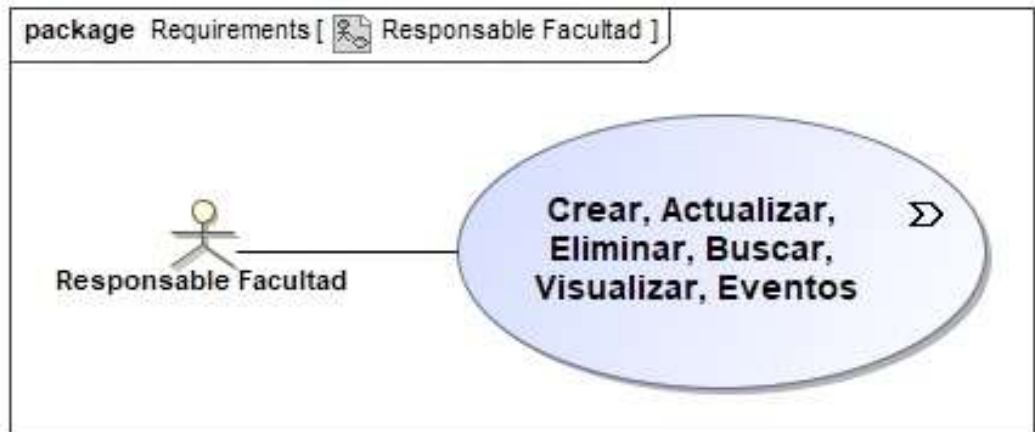 package Requirements [ Responsable Facultad ]
Crear, Actualizar,
Eliminar, Buscar,
Visualizar, Eventos
Responsable Facultad